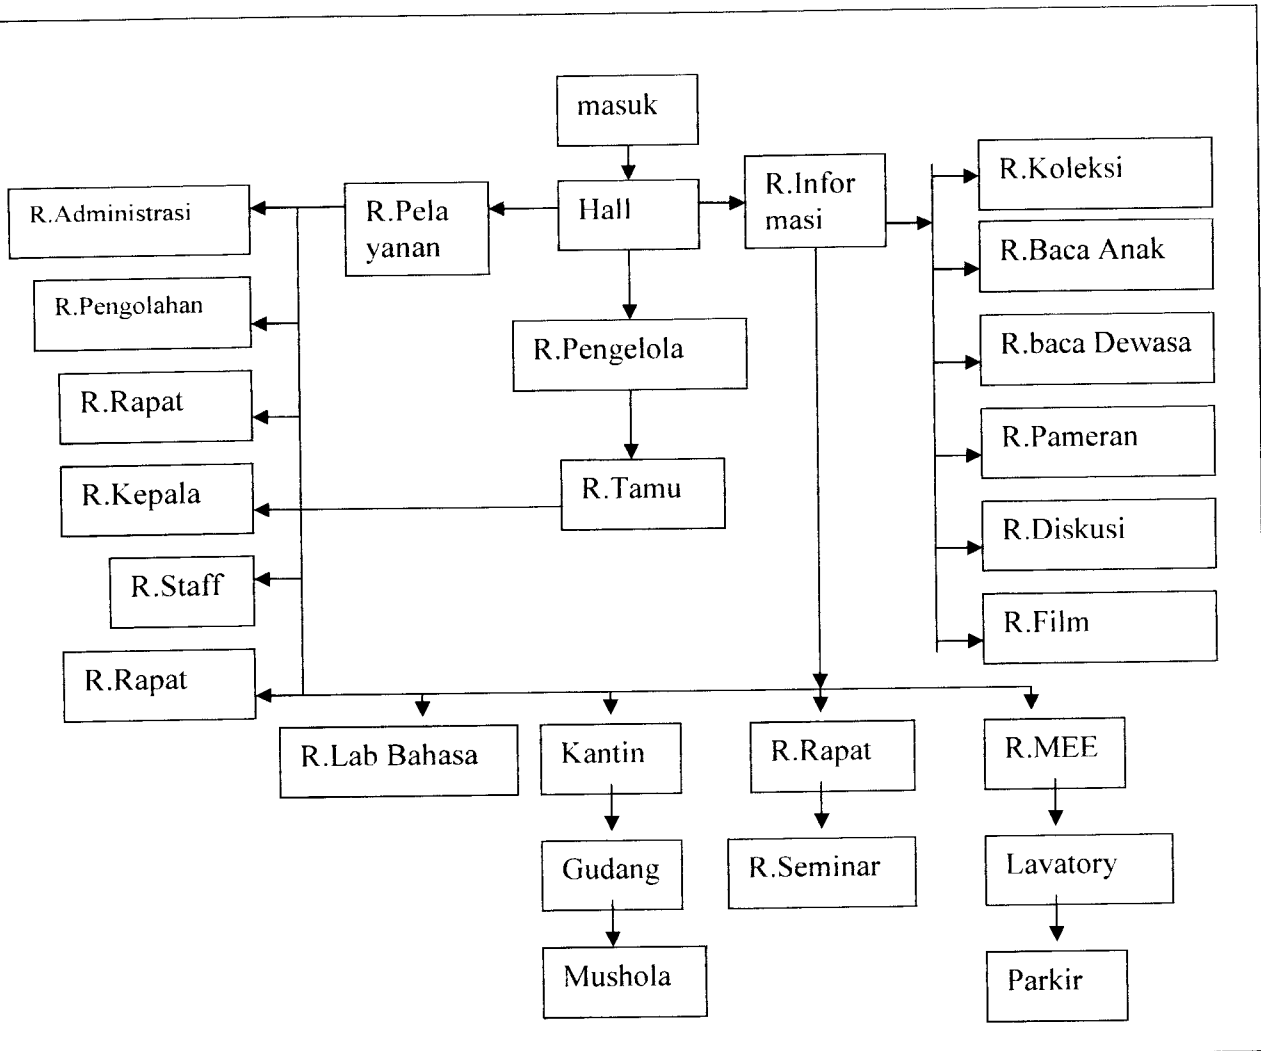 masuk
R.Infor
masi
R.Koleksi
R.Administrasi
R.Pela
yanan
Hall
R.Baca Anak
R.Pengolahan
R.Pengelola
R.baca Dewasa
R.Rapat
R.Pameran
R.Kepala
R.Tamu
R.Diskusi
R.Staff
R.Film
R.Rapat
R.Lab Bahasa
Kantin
R.Rapat
R.MEE
Gudang
R.Seminar
Lavatory
Mushola
Parkir